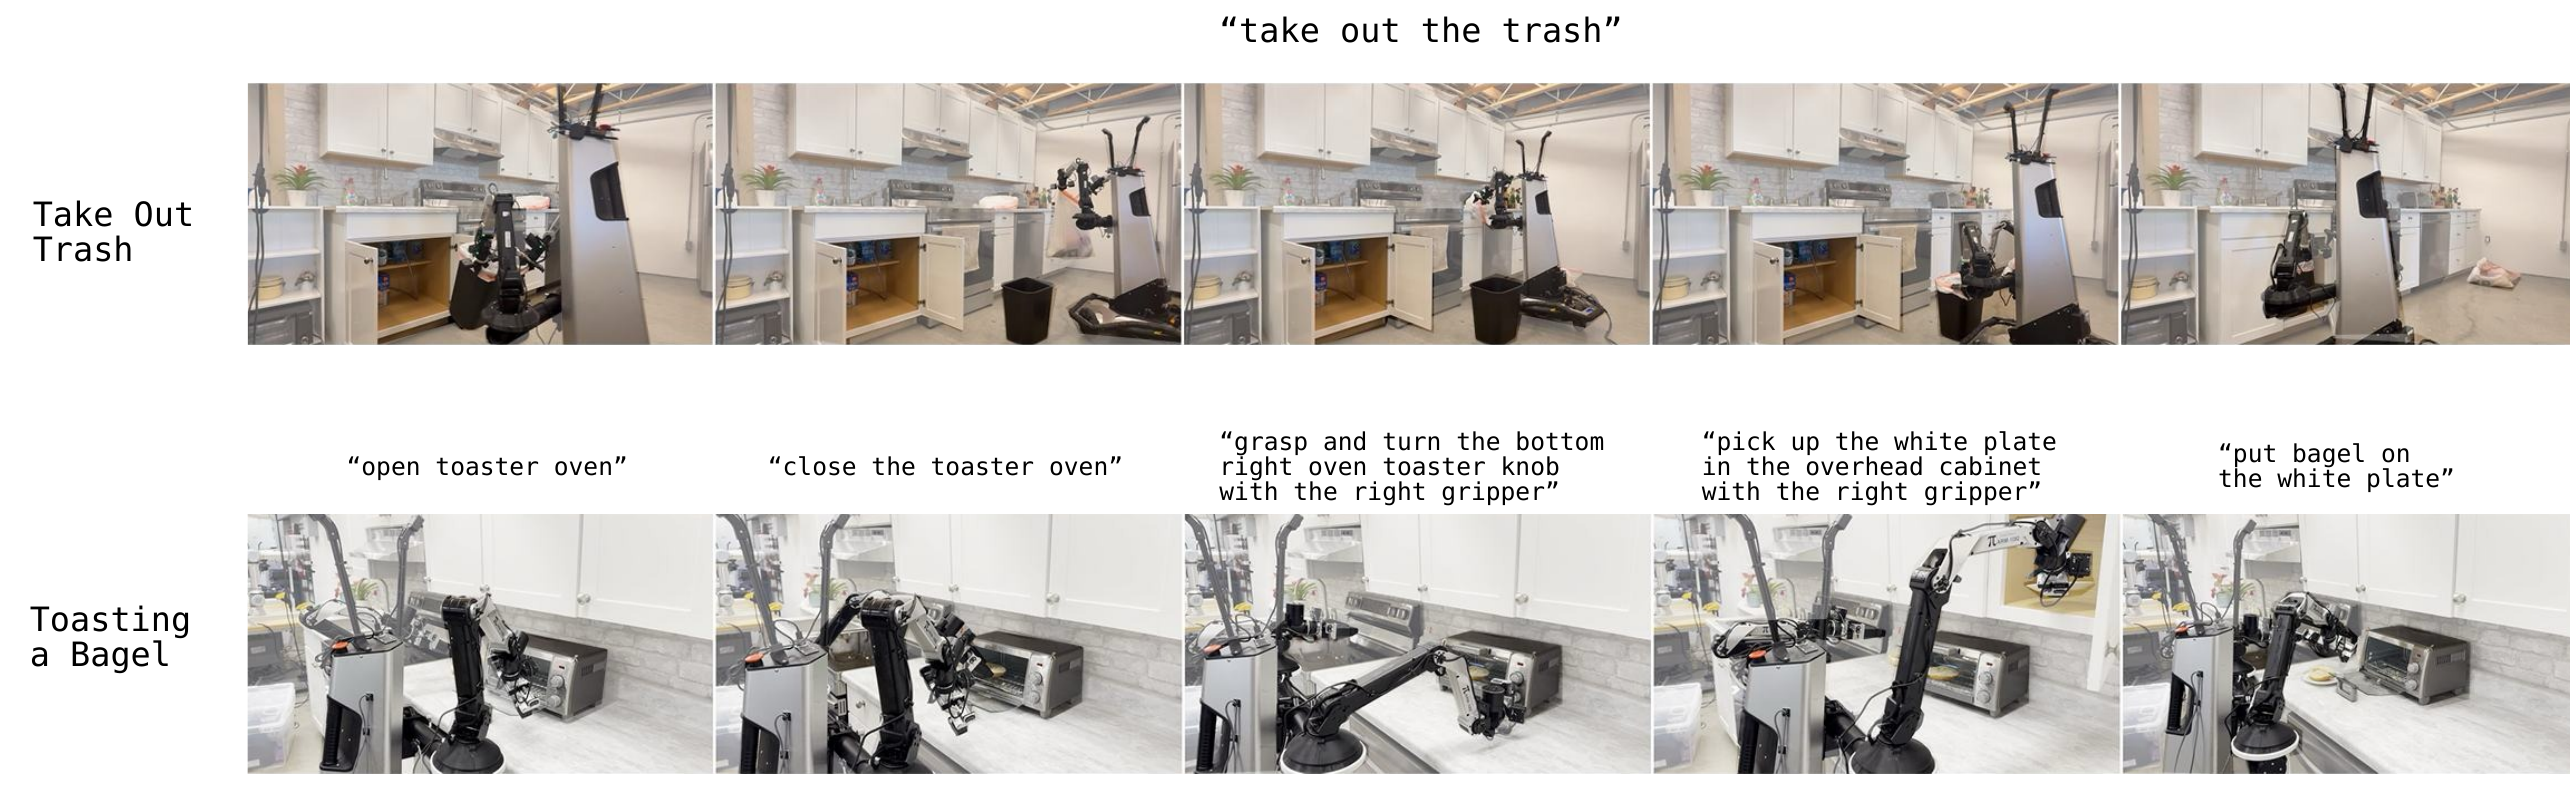 “take out the trash”
Take Out
Trash
“open toaster oven”
“close the toaster oven”
“grasp and turn the bottom
right oven toaster knob
with the right gripper”
“pick up the white plate
in the overhead cabinet
with the right gripper”
“put bagel on
the white plate”
Toasting
a Bagel
π
π